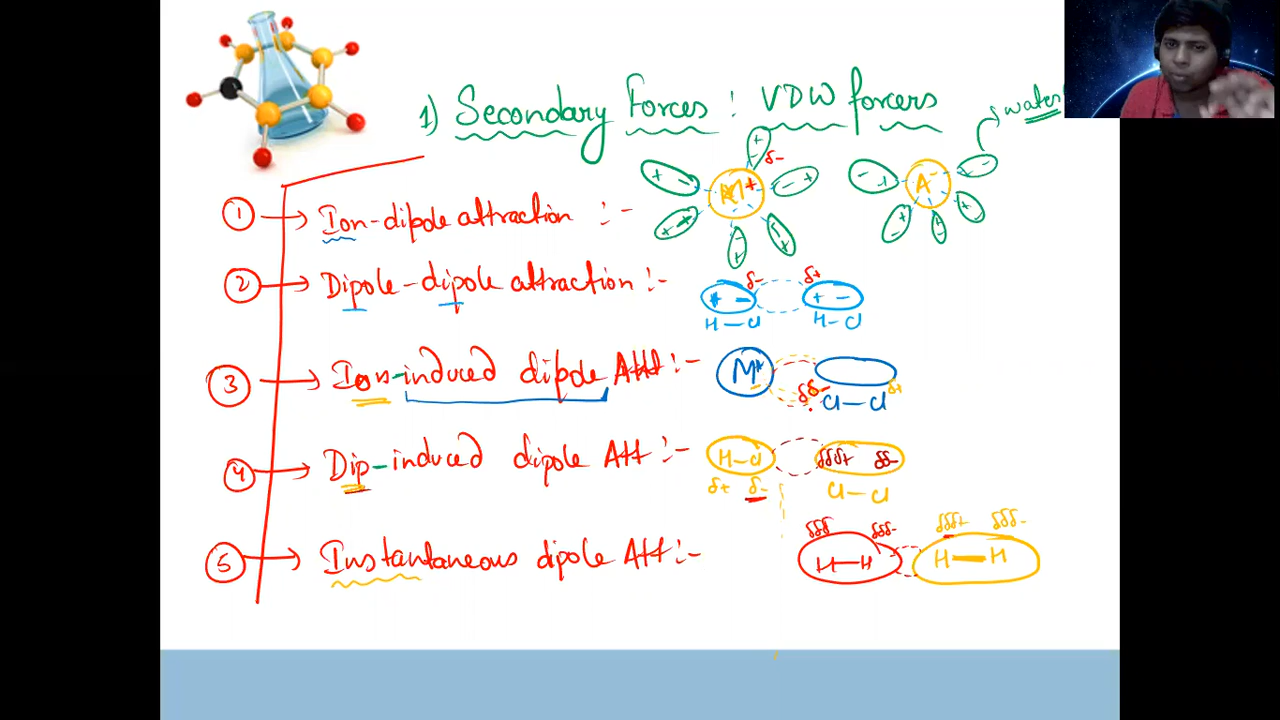 1) Secondary Forces : VDW forcers
water
M+
δ-
A-
1 → Ion-dipole attraction :-
2 → Dipole-dipole attraction :-
δ- δ+
+ - + -
H-Cl H-Cl
3 → Ion-induced dipole Att :-
M+
δδ- Cl-Cl δ+
4 → Dip-induced dipole Att :-
H-Cl δδδ+ δδ-
δ+ δ- Cl-Cl
5 → Instantaneous dipole Att :-
δδδ δδδ- δδδ+ δδδ-
H-H H-H